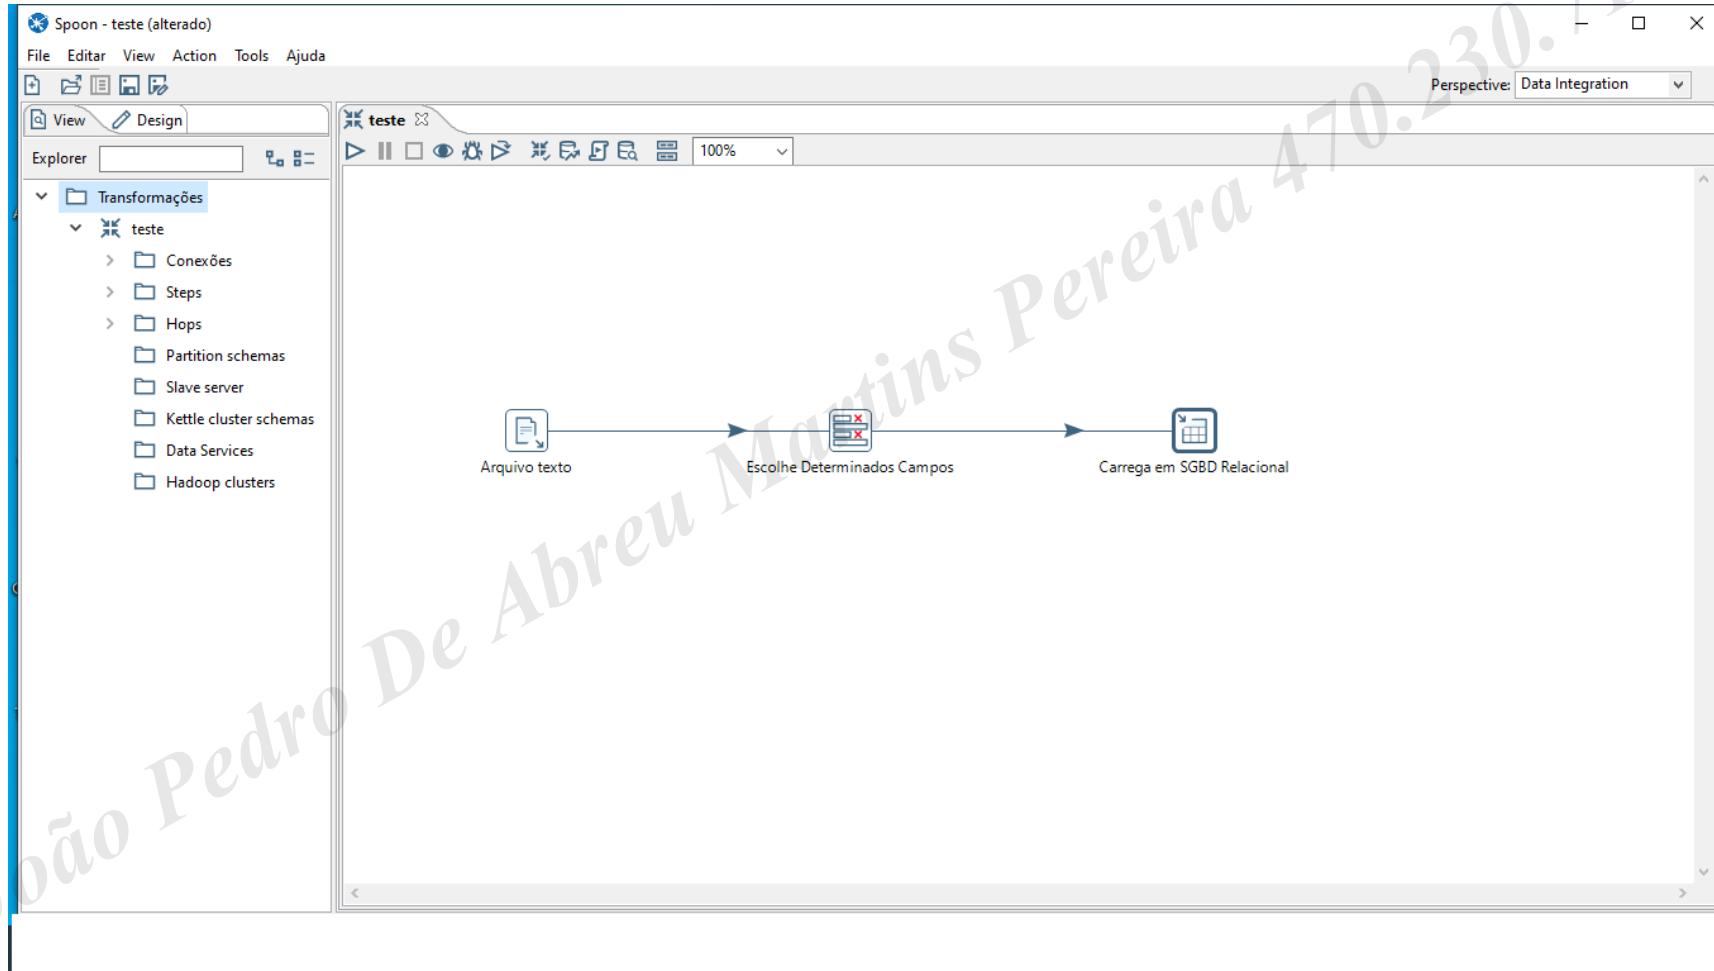 Spoon - teste (alterado)
File Editar View Action Tools Ajuda
Perspective: Data Integration
View Design
teste
Explorer
100%
Transformações
teste
Conexões
Steps
Hops
Partition schemas
Slave server
Kettle cluster schemas
Data Services
Hadoop clusters
Arquivo texto
Escolhe Determinados Campos
Carrega em SGBD Relacional
João Pedro De Abreu Martins Pereira 470.230.7